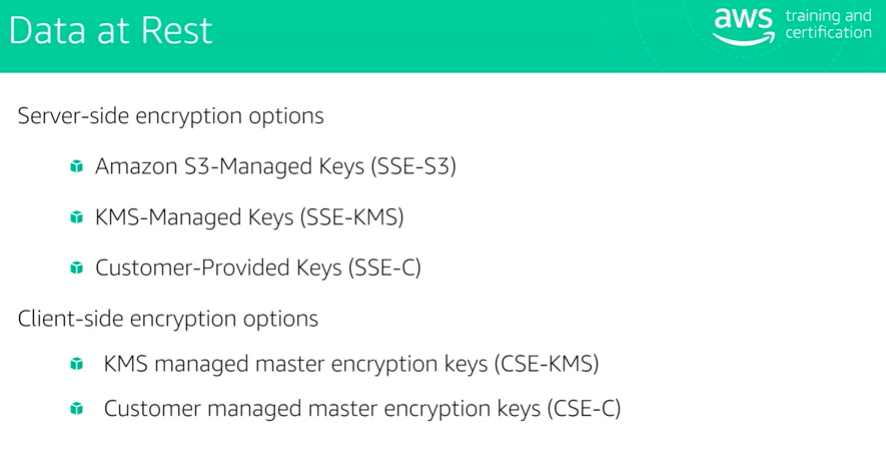 Data at Rest
aws training and certification
Server-side encryption options
Amazon S3-Managed Keys (SSE-S3)
KMS-Managed Keys (SSE-KMS)
Customer-Provided Keys (SSE-C)
Client-side encryption options
KMS managed master encryption keys (CSE-KMS)
Customer managed master encryption keys (CSE-C)